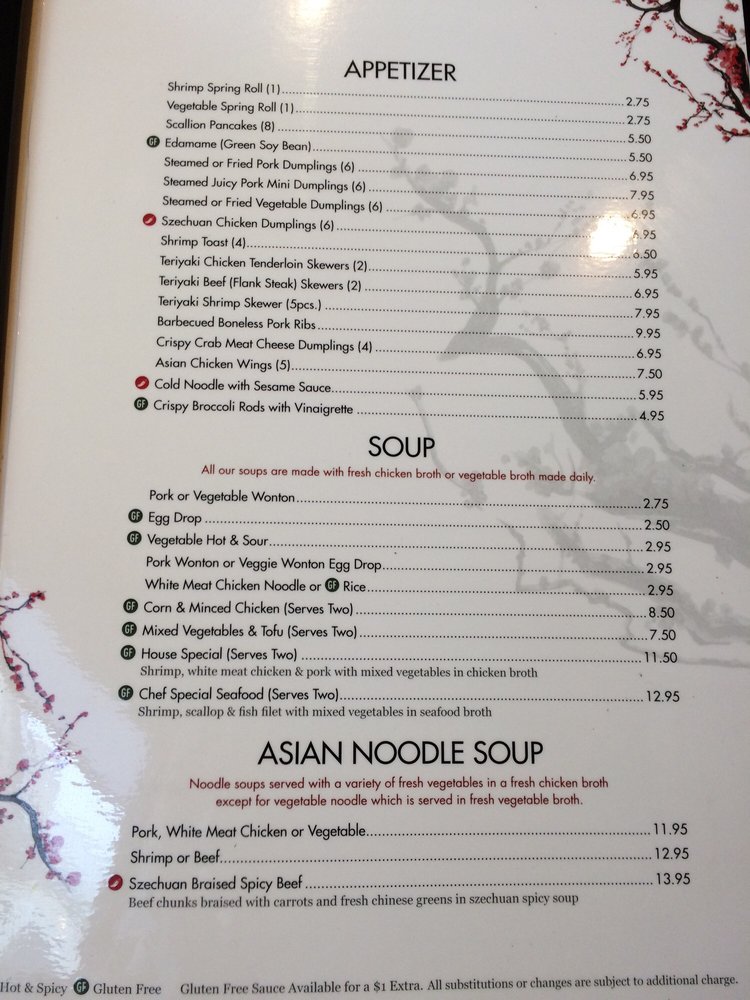 APPETIZER
Shrimp Spring Roll (1) 2.75
Vegetable Spring Roll (1) 2.75
Scallion Pancakes (8) 5.50
GF Edamame (Green Soy Bean) 5.50
Steamed or Fried Pork Dumplings (6) 6.95
Steamed Juicy Pork Mini Dumplings (6) 7.95
Steamed or Fried Vegetable Dumplings (6) 6.95
Szechuan Chicken Dumplings (6) 6.95
Shrimp Toast (4) 6.50
Teriyaki Chicken Tenderloin Skewers (2) 5.95
Teriyaki Beef (Flank Steak) Skewers (2) 6.95
Teriyaki Shrimp Skewer (5pcs.) 7.95
Barbecued Boneless Pork Ribs 9.95
Crispy Crab Meat Cheese Dumplings (4) 6.95
Asian Chicken Wings (5) 7.50
Cold Noodle with Sesame Sauce 5.95
GF Crispy Broccoli Rods with Vinaigrette 4.95
SOUP
All our soups are made with fresh chicken broth or vegetable broth made daily.
Pork or Vegetable Wonton 2.75
GF Egg Drop 2.50
GF Vegetable Hot & Sour 2.95
Pork Wonton or Veggie Wonton Egg Drop 2.95
White Meat Chicken Noodle or GF Rice 2.95
GF Corn & Minced Chicken (Serves Two) 8.50
GF Mixed Vegetables & Tofu (Serves Two) 7.50
GF House Special (Serves Two) 11.50
Shrimp, white meat chicken & pork with mixed vegetables in chicken broth
GF Chef Special Seafood (Serves Two) 12.95
Shrimp, scallop & fish filet with mixed vegetables in seafood broth
ASIAN NOODLE SOUP
Noodle soups served with a variety of fresh vegetables in a fresh chicken broth
except for vegetable noodle which is served in fresh vegetable broth.
Pork, White Meat Chicken or Vegetable 11.95
Shrimp or Beef 12.95
Szechuan Braised Spicy Beef 13.95
Beef chunks braised with carrots and fresh chinese greens in szechuan spicy soup
Hot & Spicy GF Gluten Free Gluten Free Sauce Available for a $1 Extra. All substitutions or changes are subject to additional charge.